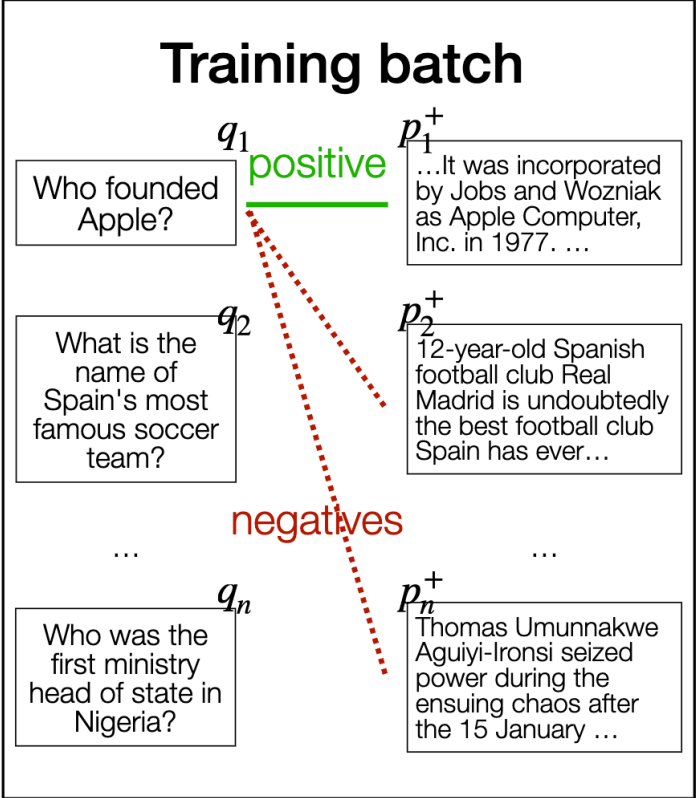 Training batch
q1
positive
p1+
Who founded
Apple?
…It was incorporated
by Jobs and Wozniak
as Apple Computer,
Inc. in 1977. …
q2
p2+
What is the
name of
Spain's most
famous soccer
team?
12-year-old Spanish
football club Real
Madrid is undoubtedly
the best football club
Spain has ever…
negatives
…
…
qn
pn+
Who was the
first ministry
head of state in
Nigeria?
Thomas Umunnakwe
Aguiyi-Ironsi seized
power during the
ensuing chaos after
the 15 January …